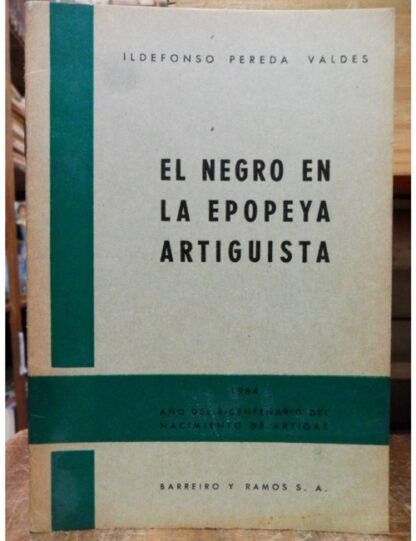 ILDEFONSO PEREDA VALDES
EL NEGRO EN
LA EPOPEYA
ARTIGUISTA
1964
AÑO DEL BICENTENARIO DEL
NACIMIENTO DE ARTIGAS
BARREIRO Y RAMOS S. A.